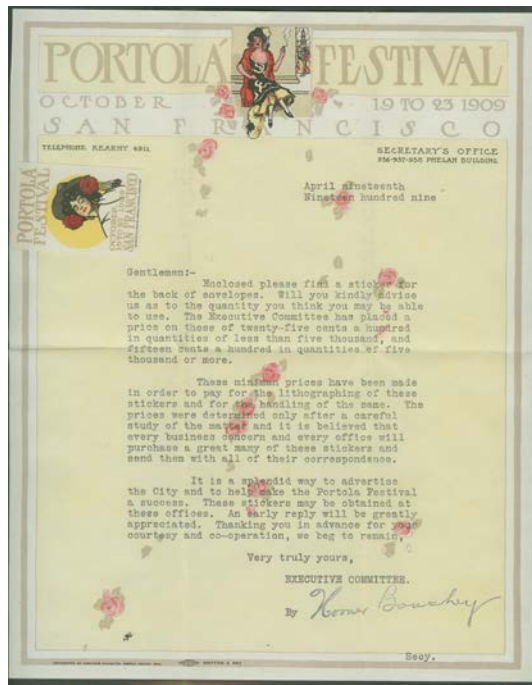 PORTOLÁ FESTIVAL
OCTOBER 19 TO 23 1909
SAN FRANCISCO
TELEPHONE KEARNY 4911
SECRETARY'S OFFICE
PHELAN BUILDING
April nineteenth
Nineteen hundred nine
PORTOLÁ
FESTIVAL
OCTOBER
SAN FRANCISCO
Gentlemen:-
Enclosed please find a sticker for
the back of envelopes. Will you kindly advise
us as to the quantity you think you may be able
to use. The Executive Committee has placed a
price on these of twenty-five cents a hundred
in quantities of less than five thousand, and
fifteen cents a hundred in quantities of five
thousand or more.
These prices have been made
in order to pay for the lithographing of these
stickers and for the handling of the same. The
prices were determined only after a careful
study of the matter and it is believed that
every business concern and every office will
purchase a great many of these stickers and
send them with all of their correspondence.
It is a splendid way to advertise
the City and to help make the Portola Festival
a success. These stickers may be obtained at
these offices. An early reply will be greatly
appreciated. Thanking you in advance for your
courtesy and co-operation, we beg to remain,
Very truly yours,
EXECUTIVE COMMITTEE.
By
Secy.